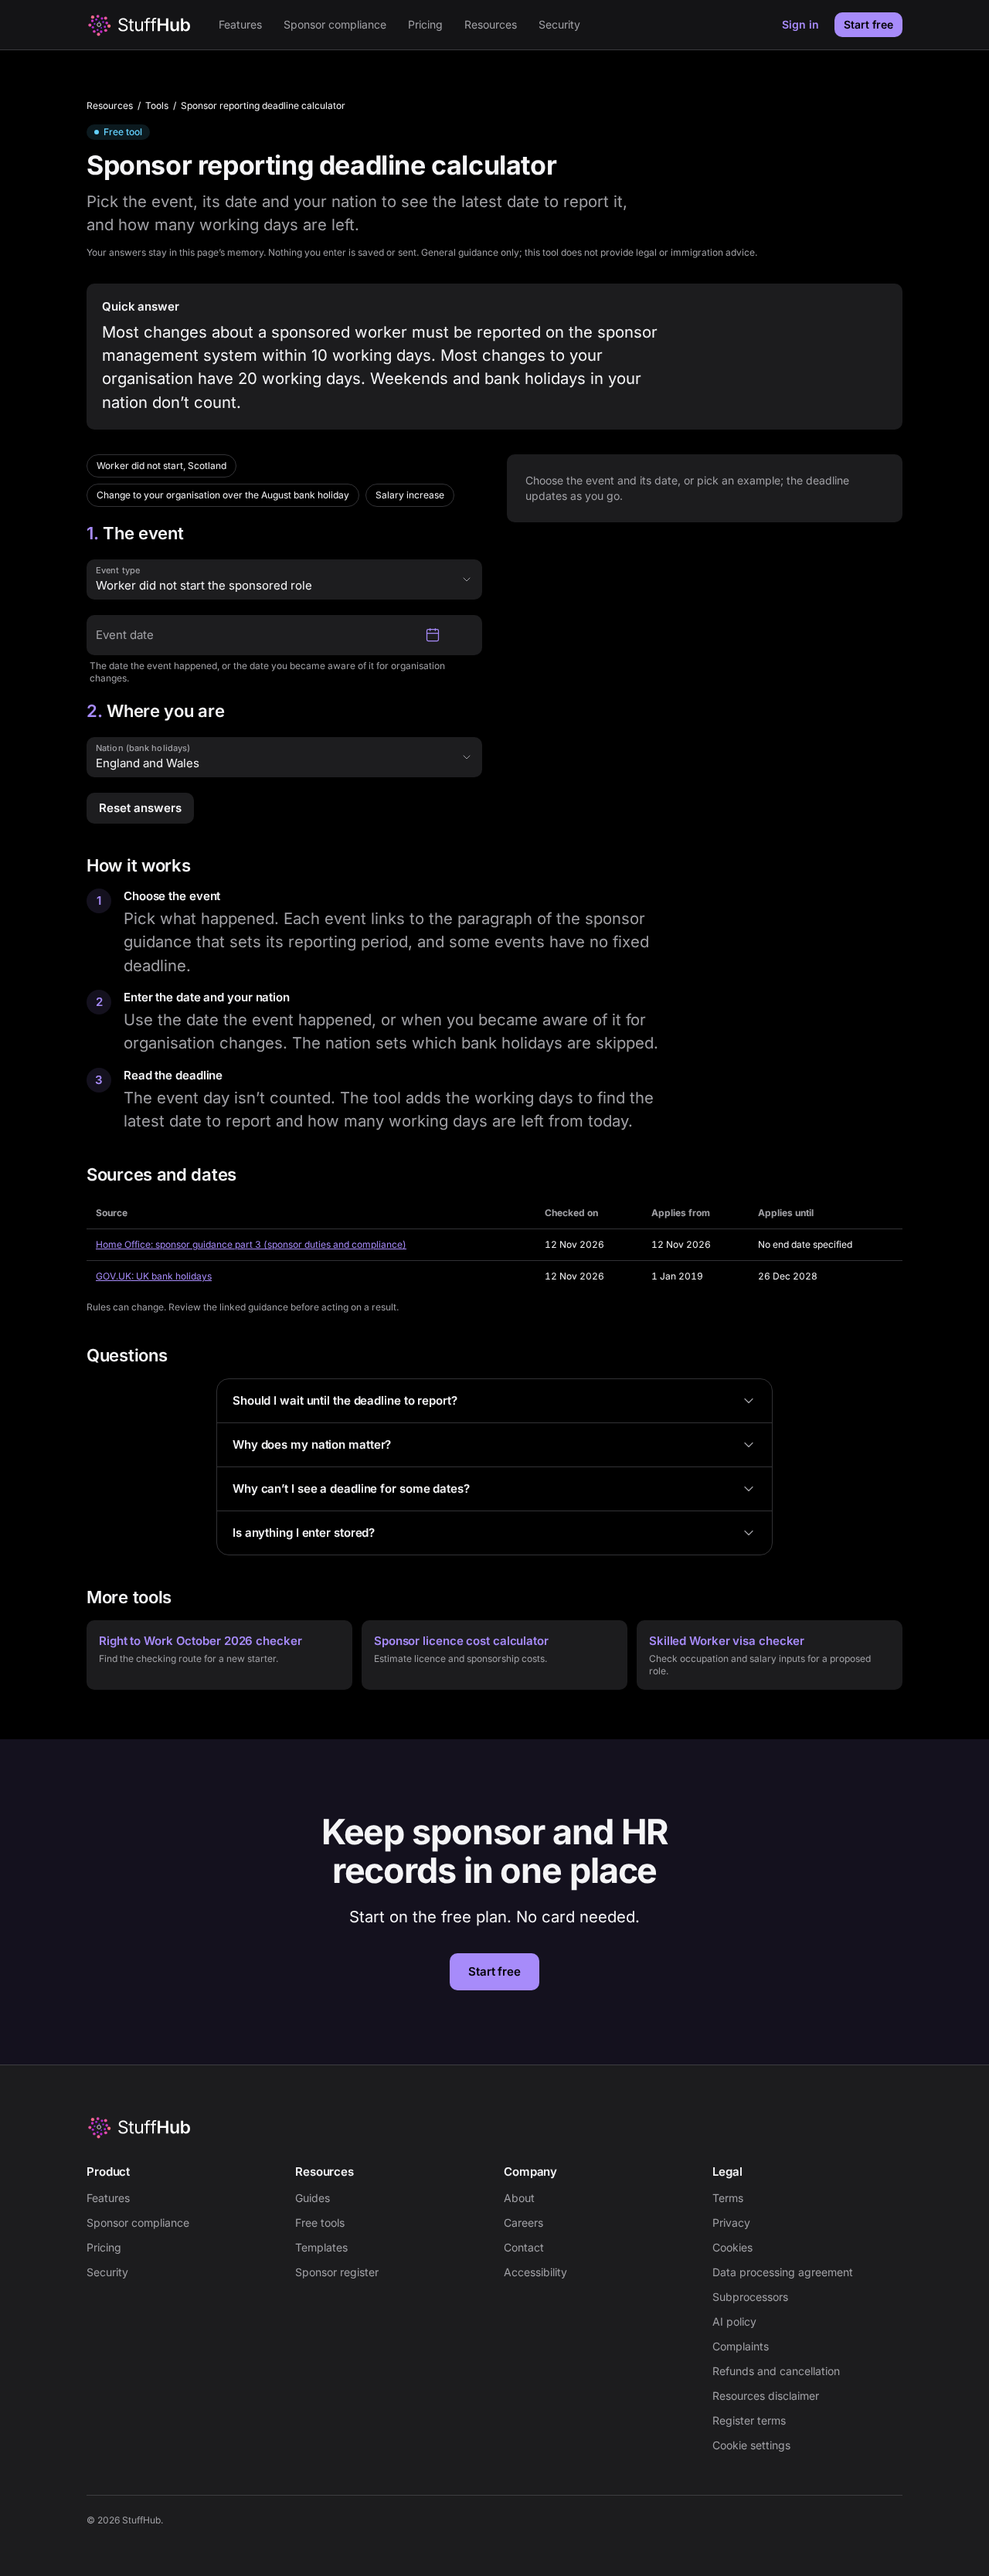 StuffHub
Features
Sponsor compliance
Pricing
Resources
Security
Sign in
Start free
Resources / Tools / Sponsor reporting deadline calculator
Free tool
Sponsor reporting deadline calculator
Pick the event, its date and your nation to see the latest date to report it,
and how many working days are left.
Your answers stay in this page’s memory. Nothing you enter is saved or sent. General guidance only; this tool does not provide legal or immigration advice.
Quick answer
Most changes about a sponsored worker must be reported on the sponsor
management system within 10 working days. Most changes to your
organisation have 20 working days. Weekends and bank holidays in your
nation don’t count.
Worker did not start, Scotland
Change to your organisation over the August bank holiday
Salary increase
Choose the event and its date, or pick an example; the deadline
updates as you go.
1. The event
Event type
Worker did not start the sponsored role
Event date
The date the event happened, or the date you became aware of it for organisation
changes.
2. Where you are
Nation (bank holidays)
England and Wales
Reset answers
How it works
1
Choose the event
Pick what happened. Each event links to the paragraph of the sponsor
guidance that sets its reporting period, and some events have no fixed
deadline.
2
Enter the date and your nation
Use the date the event happened, or when you became aware of it for
organisation changes. The nation sets which bank holidays are skipped.
3
Read the deadline
The event day isn’t counted. The tool adds the working days to find the
latest date to report and how many working days are left from today.
Sources and dates
Source Checked on Applies from Applies until
Home Office: sponsor guidance part 3 (sponsor duties and compliance) 12 Nov 2026 12 Nov 2026 No end date specified
GOV.UK: UK bank holidays 12 Nov 2026 1 Jan 2019 26 Dec 2028
Rules can change. Review the linked guidance before acting on a result.
Questions
Should I wait until the deadline to report?
Why does my nation matter?
Why can’t I see a deadline for some dates?
Is anything I enter stored?
More tools
Right to Work October 2026 checker
Find the checking route for a new starter.
Sponsor licence cost calculator
Estimate licence and sponsorship costs.
Skilled Worker visa checker
Check occupation and salary inputs for a proposed
role.
Keep sponsor and HR
records in one place
Start on the free plan. No card needed.
Start free
StuffHub
Product
Features
Sponsor compliance
Pricing
Security
Resources
Guides
Free tools
Templates
Sponsor register
Company
About
Careers
Contact
Accessibility
Legal
Terms
Privacy
Cookies
Data processing agreement
Subprocessors
AI policy
Complaints
Refunds and cancellation
Resources disclaimer
Register terms
Cookie settings
© 2026 StuffHub.